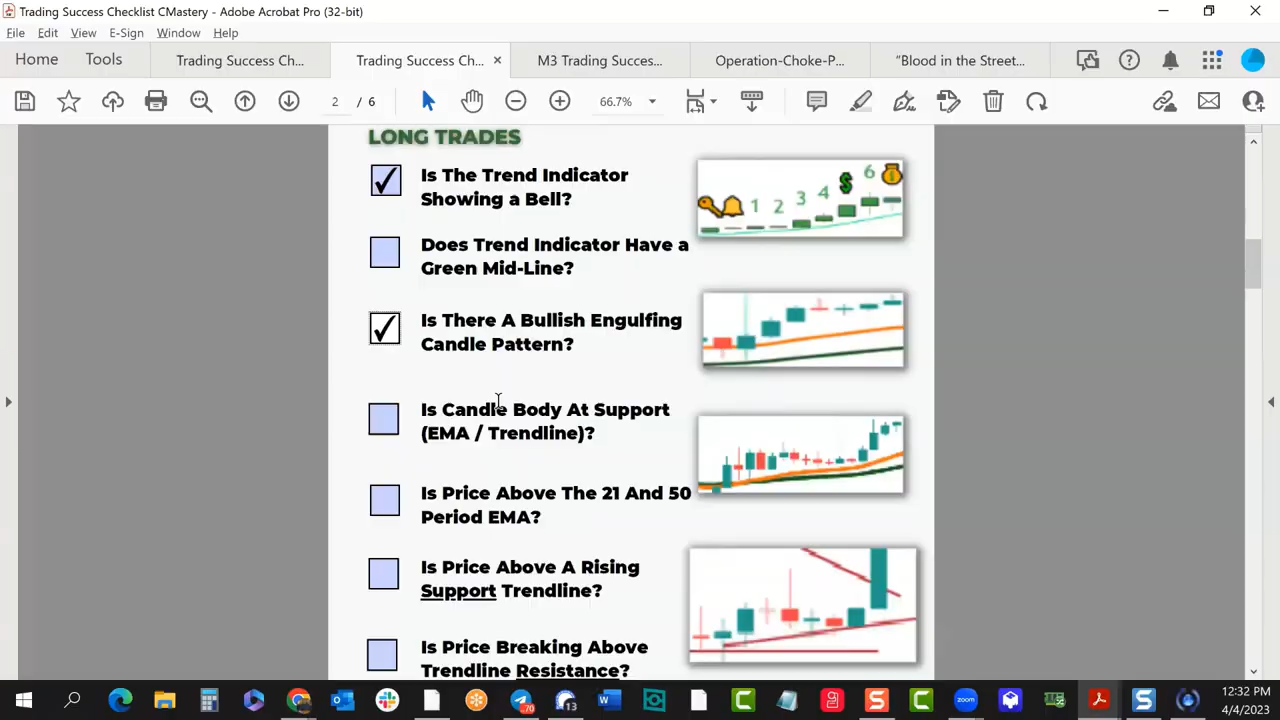 Trading Success Checklist CMastery - Adobe Acrobat Pro (32-bit)
File Edit View E-Sign Window Help
Home Tools Trading Success Ch... Trading Success Ch... × M3 Trading Succes... Operation-Choke-P... "Blood in the Street...
2 / 6 66.7%
LONG TRADES
Is The Trend Indicator
Showing a Bell?
1 2 3 4 $ 6 $
Does Trend Indicator Have a
Green Mid-Line?
Is There A Bullish Engulfing
Candle Pattern?
Is Candle Body At Support
(EMA / Trendline)?
Is Price Above The 21 And 50
Period EMA?
Is Price Above A Rising
Support Trendline?
Is Price Breaking Above
Trendline Resistance?
70
13
12:32 PM
4/4/2023